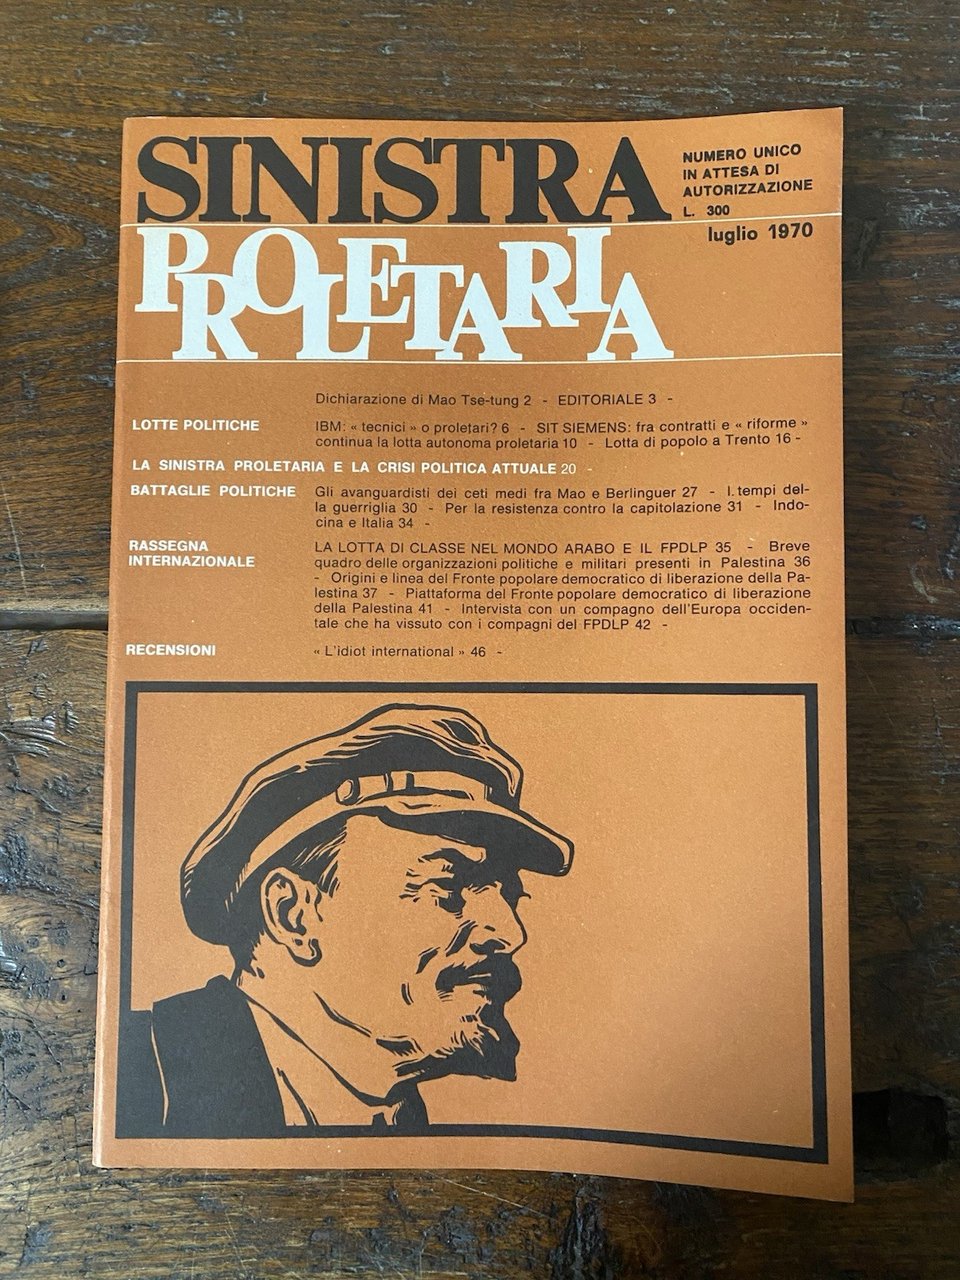 SINISTRA
PROLETARIA
NUMERO UNICO
IN ATTESA DI
AUTORIZZAZIONE
L. 300
luglio 1970
Dichiarazione di Mao Tse-tung 2 - EDITORIALE 3 -
LOTTE POLITICHE
IBM: « tecnici » o proletari? 6 - SIT SIEMENS: fra contratti e « riforme »
continua la lotta autonoma proletaria 10 - Lotta di popolo a Trento 16 -
LA SINISTRA PROLETARIA E LA CRISI POLITICA ATTUALE 20 -
BATTAGLIE POLITICHE
Gli avanguardisti dei ceti medi fra Mao e Berlinguer 27 - I. tempi del-
la guerriglia 30 - Per la resistenza contro la capitolazione 31 - Indo-
cina e Italia 34 -
RASSEGNA
INTERNAZIONALE
LA LOTTA DI CLASSE NEL MONDO ARABO E IL FPDLP 35 - Breve
quadro delle organizzazioni politiche e militari presenti in Palestina 36
- Origini e linea del Fronte popolare democratico di liberazione della Pa-
lestina 37 - Piattaforma del Fronte popolare democratico di liberazione
della Palestina 41 - Intervista con un compagno dell'Europa occiden-
tale che ha vissuto con i compagni del FPDLP 42 -
RECENSIONI
« L'idiot international » 46 -